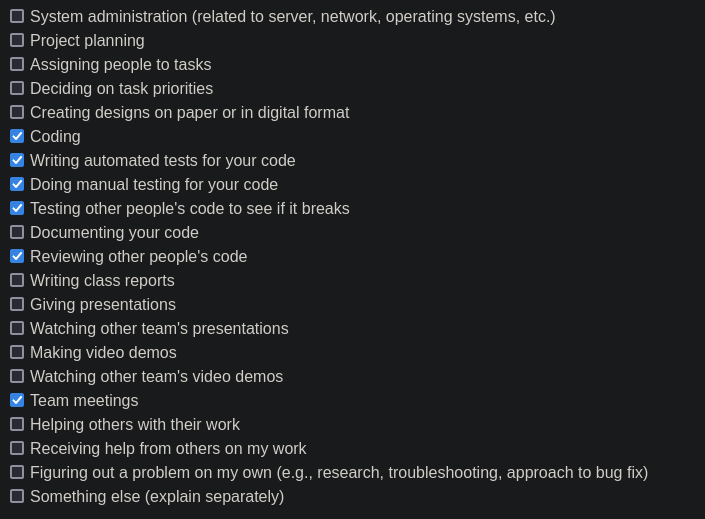 System administration (related to server, network, operating systems, etc.)
Project planning
Assigning people to tasks
Deciding on task priorities
Creating designs on paper or in digital format
Coding
Writing automated tests for your code
Doing manual testing for your code
Testing other people's code to see if it breaks
Documenting your code
Reviewing other people's code
Writing class reports
Giving presentations
Watching other team's presentations
Making video demos
Watching other team's video demos
Team meetings
Helping others with their work
Receiving help from others on my work
Figuring out a problem on my own (e.g., research, troubleshooting, approach to bug fix)
Something else (explain separately)